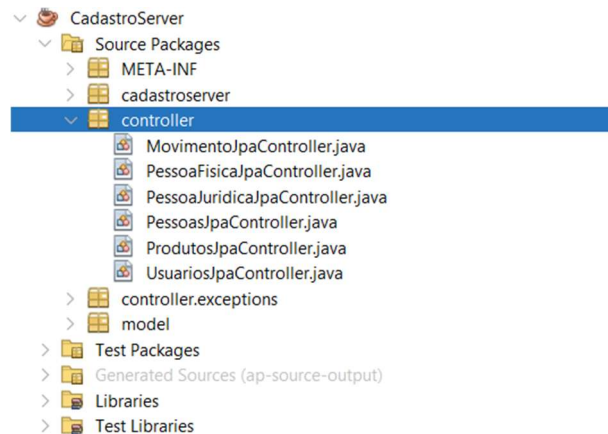 CadastroServer
Source Packages
META-INF
cadastroserver
controller
MovimentoJpaController.java
PessoaFisicaJpaController.java
PessoaJuridicaJpaController.java
PessoasJpaController.java
ProdutosJpaController.java
UsuariosJpaController.java
controller.exceptions
model
Test Packages
Generated Sources (ap-source-output)
Libraries
Test Libraries